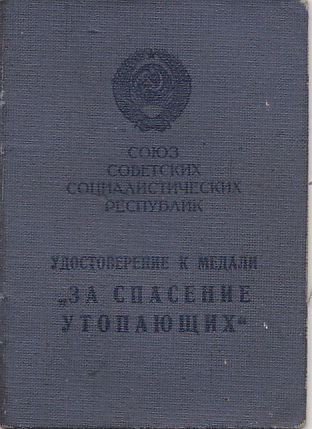 СОЮЗ
СОВЕТСКИХ
СОЦИАЛИСТИЧЕСКИХ
РЕСПУБЛИК
УДОСТОВЕРЕНИЕ К МЕДАЛИ
„ЗА СПАСЕНИЕ
УТОПАЮЩИХ“